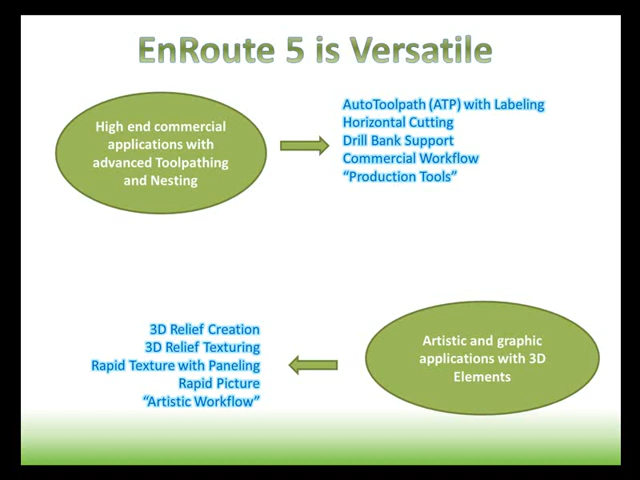 EnRoute 5 is Versatile
High end commercial
applications with
advanced Toolpathing
and Nesting
AutoToolpath (ATP) with Labeling
Horizontal Cutting
Drill Bank Support
Commercial Workflow
“Production Tools”
3D Relief Creation
3D Relief Texturing
Rapid Texture with Paneling
Rapid Picture
“Artistic Workflow”
Artistic and graphic
applications with 3D
Elements